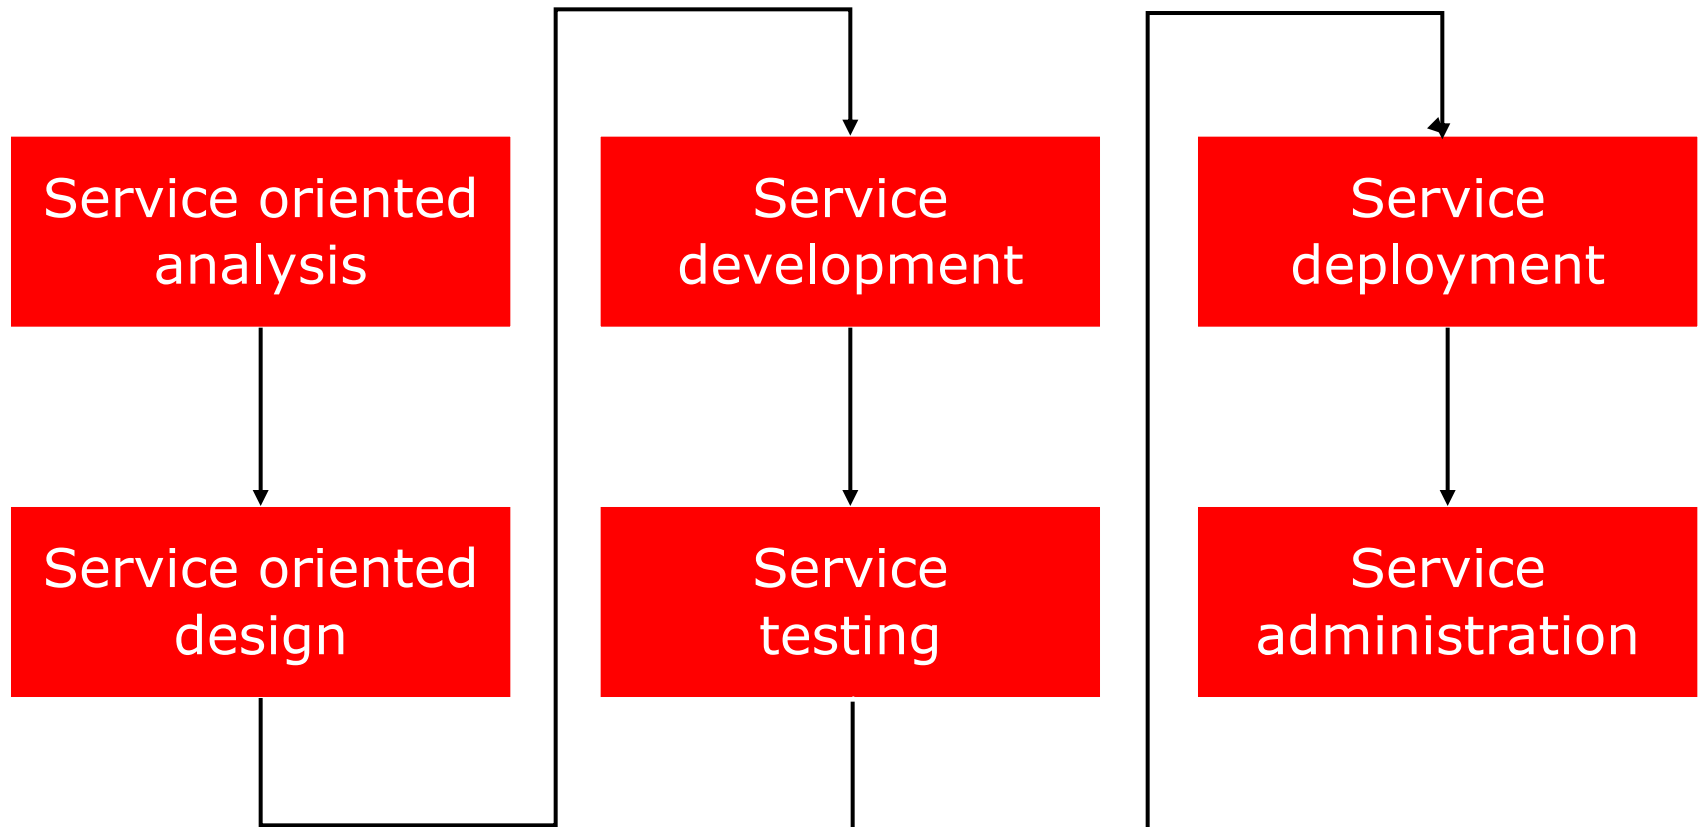 Service oriented
analysis
Service oriented
design
Service
development
Service
testing
Service
deployment
Service
administration